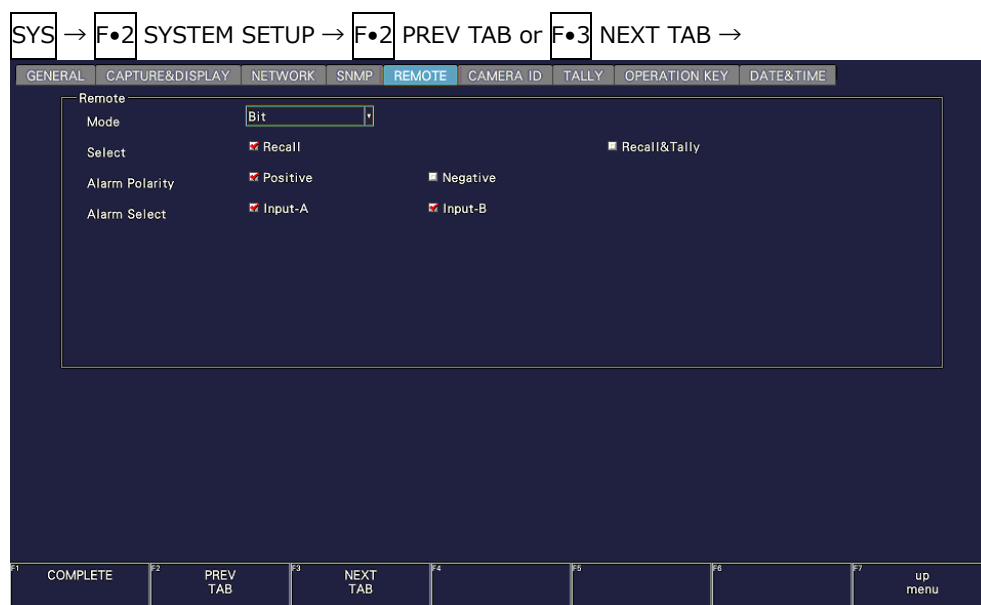 SYS → F•2 SYSTEM SETUP → F•2 PREV TAB or F•3 NEXT TAB →
GENERAL CAPTURE&DISPLAY NETWORK SNMP REMOTE CAMERA ID TALLY OPERATION KEY DATE&TIME
Remote
Mode Bit
Select Recall Recall&Tally
Alarm Polarity Positive Negative
Alarm Select Input-A Input-B
F1 COMPLETE F2 PREV TAB F3 NEXT TAB F4 F5 F6 F7 up menu